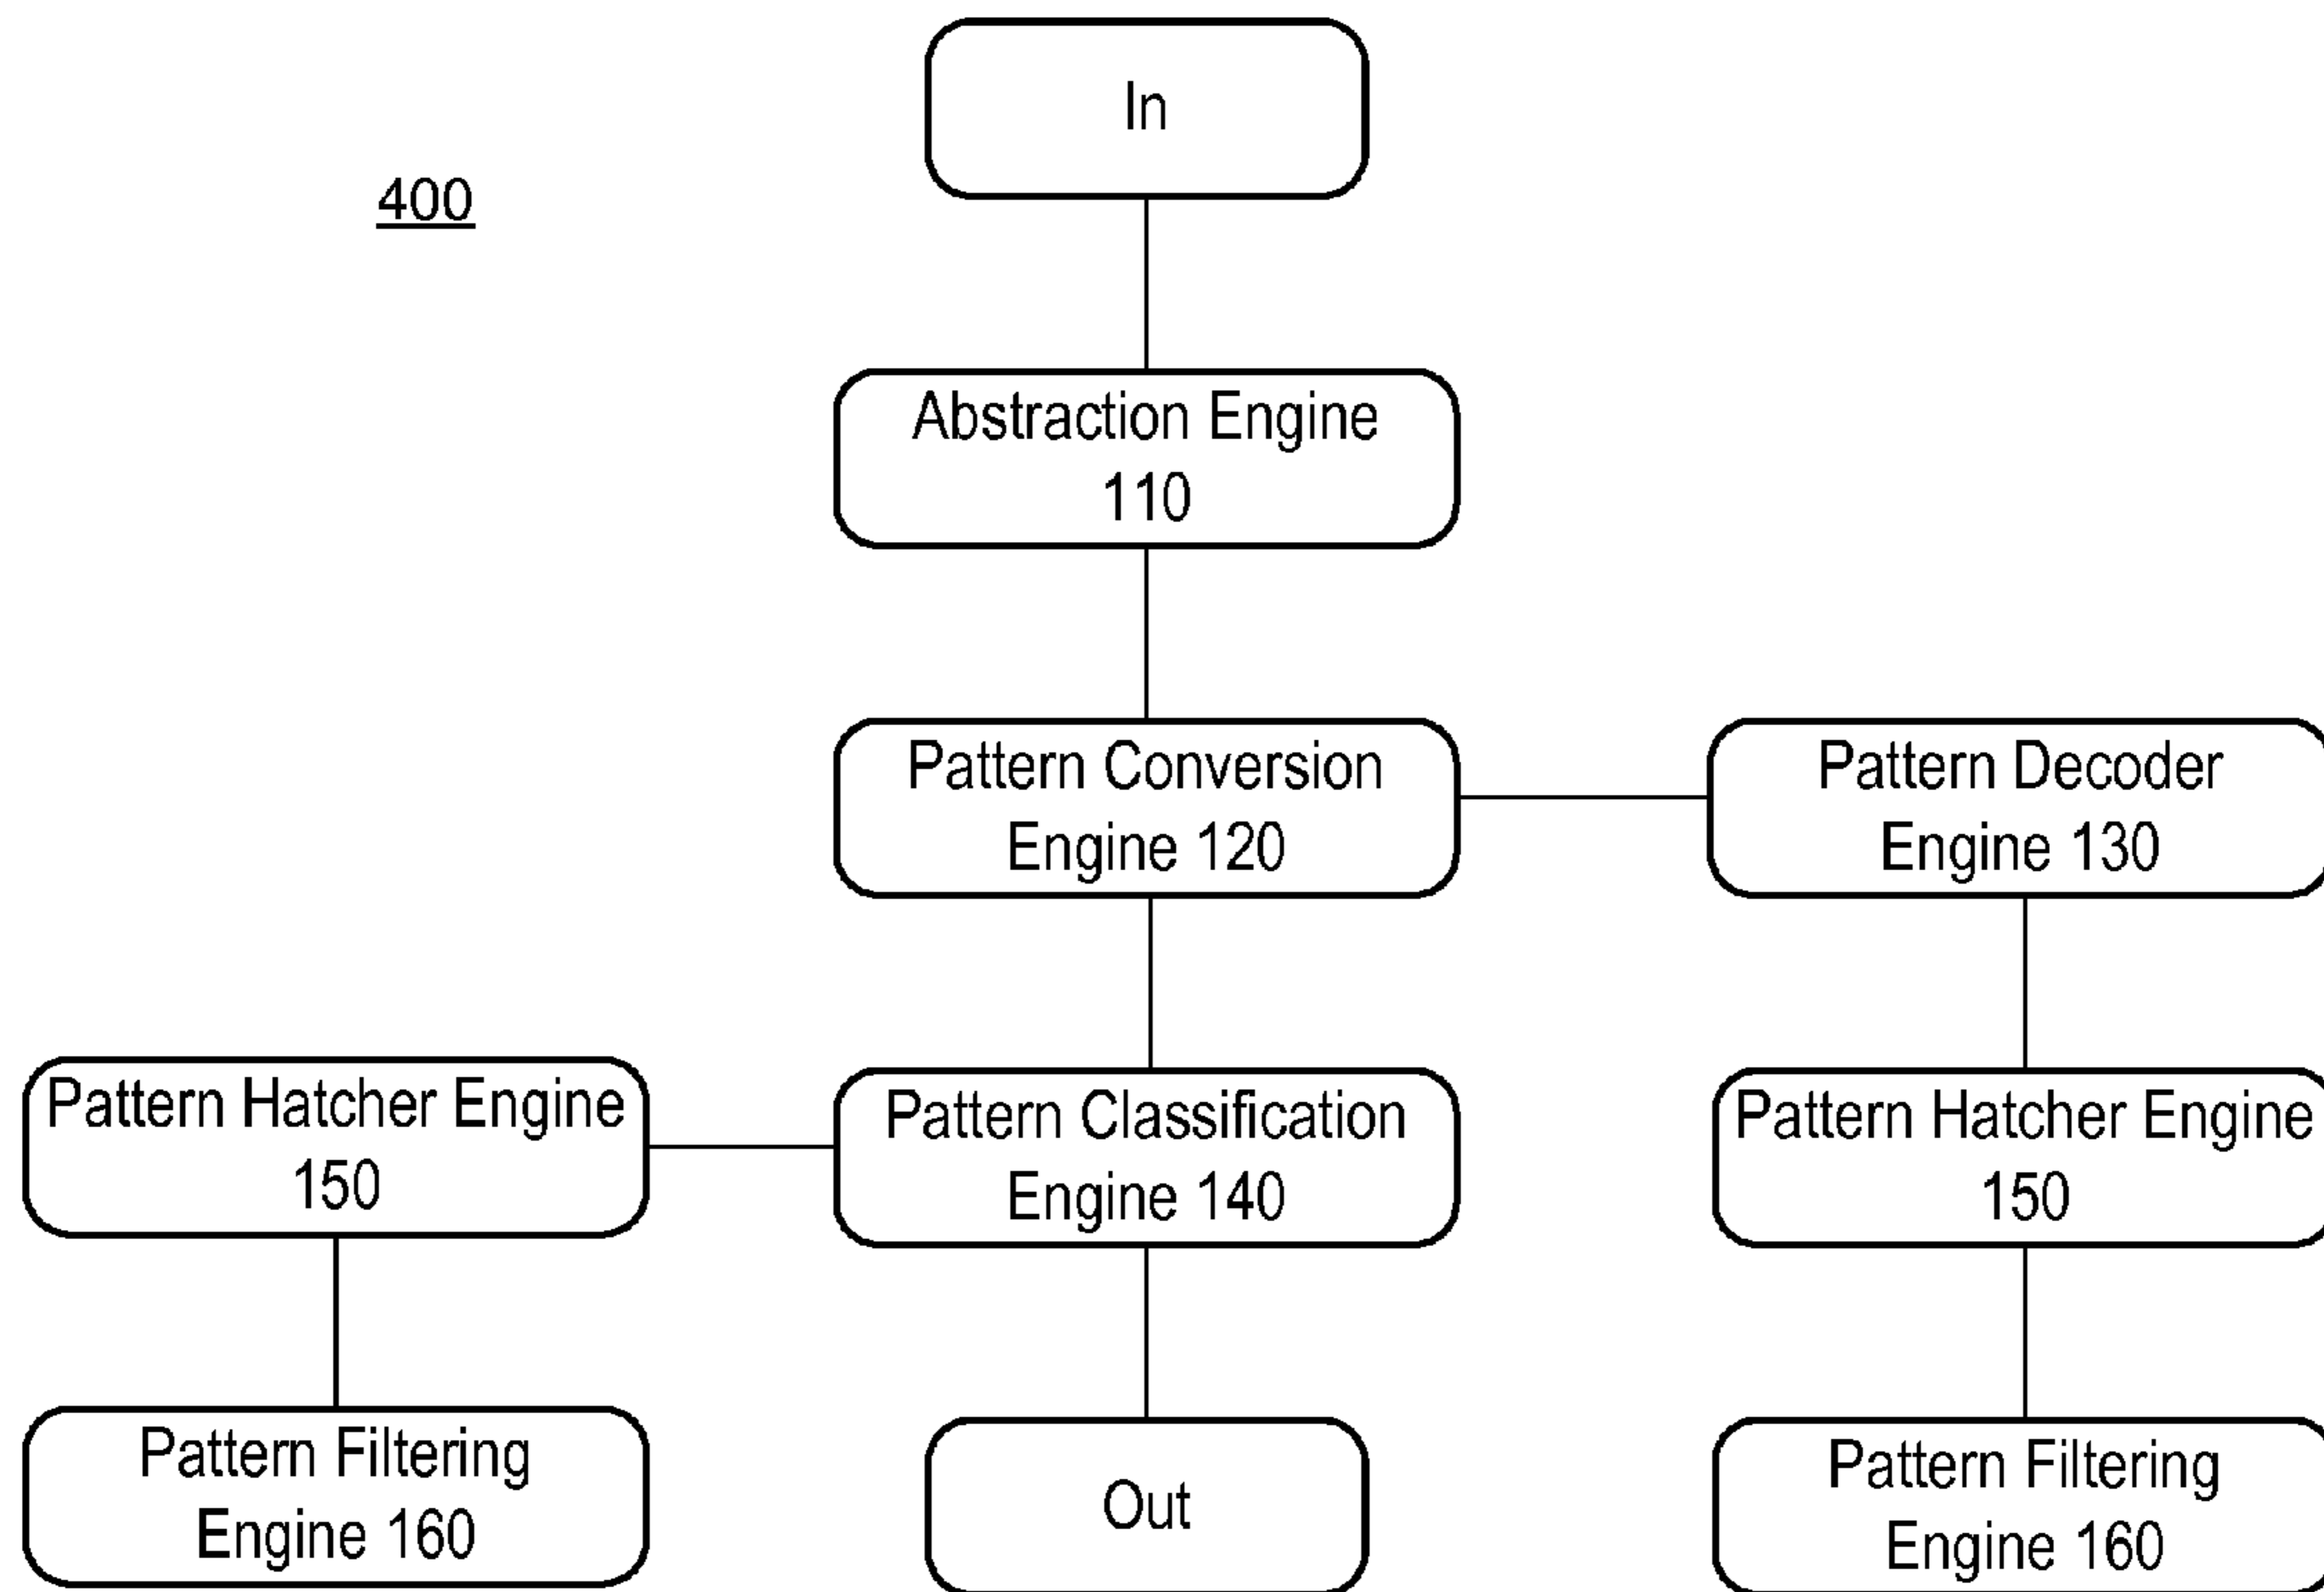 In
400
Abstraction Engine
110
Pattern Conversion
Engine 120
Pattern Decoder
Engine 130
Pattern Hatcher Engine
150
Pattern Classification
Engine 140
Pattern Hatcher Engine
150
Pattern Filtering
Engine 160
Out
Pattern Filtering
Engine 160